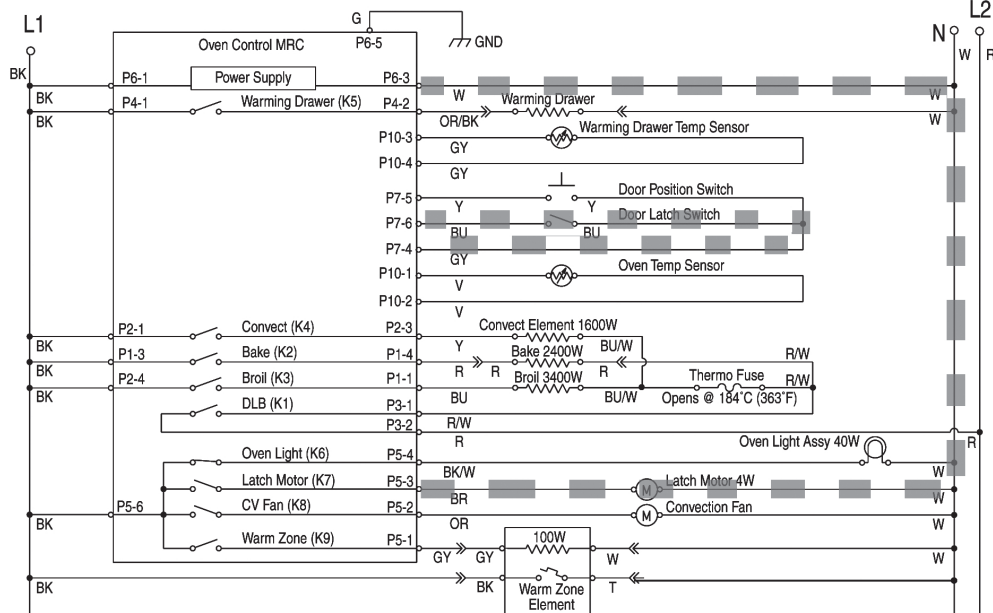 L1
G
P6-5
GND
N
L2
W
R
Oven Control MRC
BK
P6-1
Power Supply
P6-3
W
W
BK
P4-1
Warming Drawer (K5)
P4-2
Warming Drawer
OR/BK
W
BK
P10-3
Warming Drawer Temp Sensor
GY
P10-4
GY
P7-5
Door Position Switch
Y
Y
P7-6
Door Latch Switch
BU
BU
P7-4
GY
P10-1
Oven Temp Sensor
V
P10-2
V
P2-1
Convect (K4)
P2-3
Convect Element 1600W
BK
Y
BU/W
P1-3
Bake (K2)
P1-4
Bake 2400W
R/W
BK
R
R
R
P2-4
Broil (K3)
P1-1
Broil 3400W
Thermo Fuse
R/W
BK
BU
BU/W
Opens @ 184°C (363°F)
DLB (K1)
P3-1
R/W
P3-2
R
R
Oven Light Assy 40W
Oven Light (K6)
P5-4
BK/W
W
Latch Motor (K7)
P5-3
M
Latch Motor 4W
BR
W
P5-6
CV Fan (K8)
P5-2
M
Convection Fan
BK
OR
W
Warm Zone (K9)
P5-1
100W
GY
GY
W
W
BK
BK
T
Warm Zone
Element